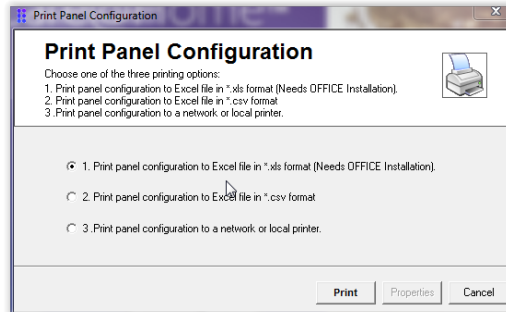 Print Panel Configuration
Print Panel Configuration
Choose one of the three printing options:
1. Print panel configuration to Excel file in *.xls format (Needs OFFICE Installation).
2. Print panel configuration to Excel file in *.csv format
3 .Print panel configuration to a network or local printer.
1. Print panel configuration to Excel file in *.xls format (Needs OFFICE Installation).
2. Print panel configuration to Excel file in *.csv format
3 .Print panel configuration to a network or local printer.
Print Properties Cancel